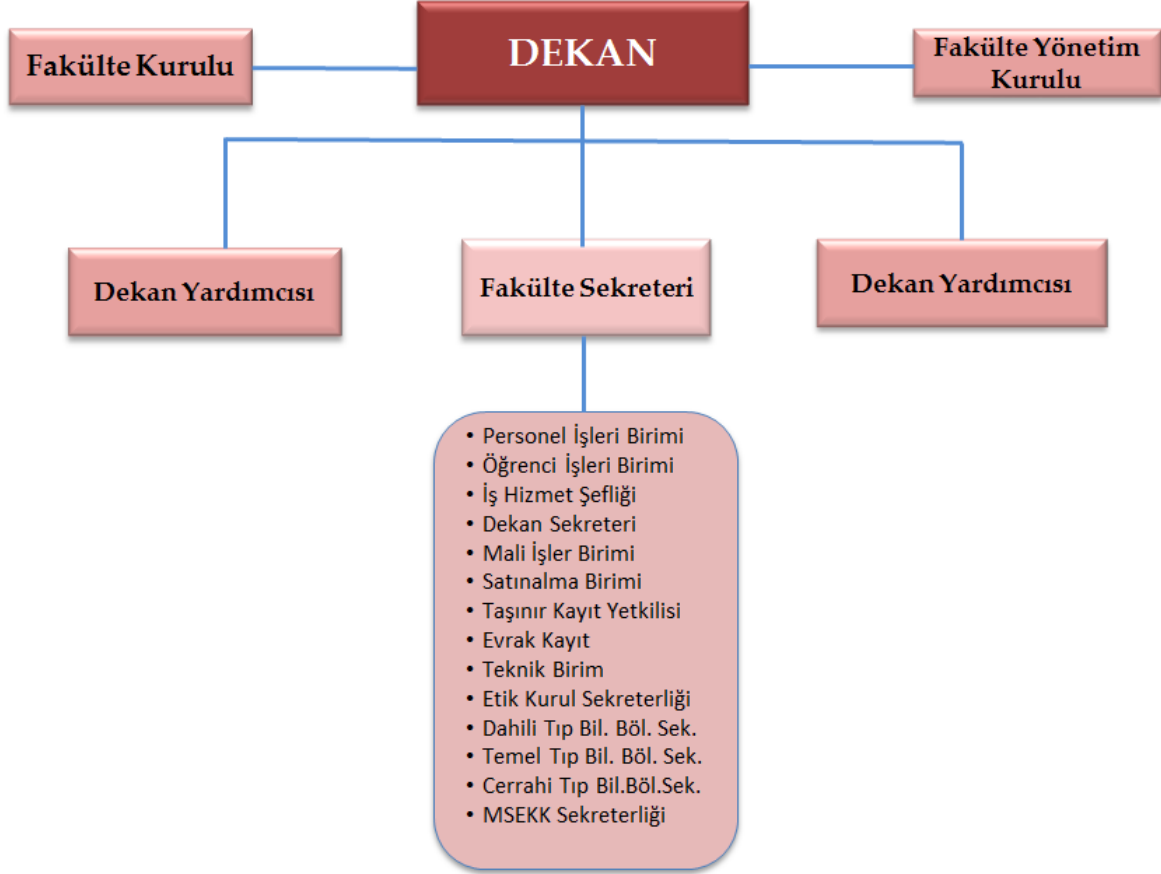 Fakülte Kurulu
DEKAN
Fakülte Yönetim
Kurulu
Dekan Yardımcısı
Fakülte Sekreteri
Dekan Yardımcısı
• Personel İşleri Birimi
• Öğrenci İşleri Birimi
• İş Hizmet Şefliği
• Dekan Sekreteri
• Mali İşler Birimi
• Satınalma Birimi
• Taşınır Kayıt Yetkilisi
• Evrak Kayıt
• Teknik Birim
• Etik Kurul Sekreterliği
• Dahili Tıp Bil. Böl. Sek.
• Temel Tıp Bil. Böl. Sek.
• Cerrahi Tıp Bil.Böl.Sek.
• MSEKK Sekreterliği